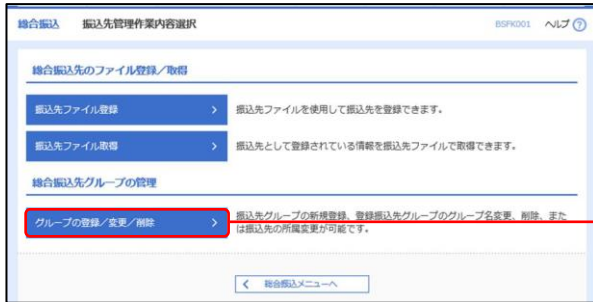 総合振込 振込先管理作業内容選択 BSFK001 ヘルプ ?
総合振込先のファイル登録／取得
振込先ファイル登録 > 振込先ファイルを使用して振込先を登録できます。
振込先ファイル取得 > 振込先として登録されている情報を振込先ファイルで取得できます。
総合振込先グループの管理
グループの登録／変更／削除 > 振込先グループの新規登録、登録振込先グループのグループ名変更、削除、また
は振込先の所属変更が可能です。
< 総合振込メニューへ